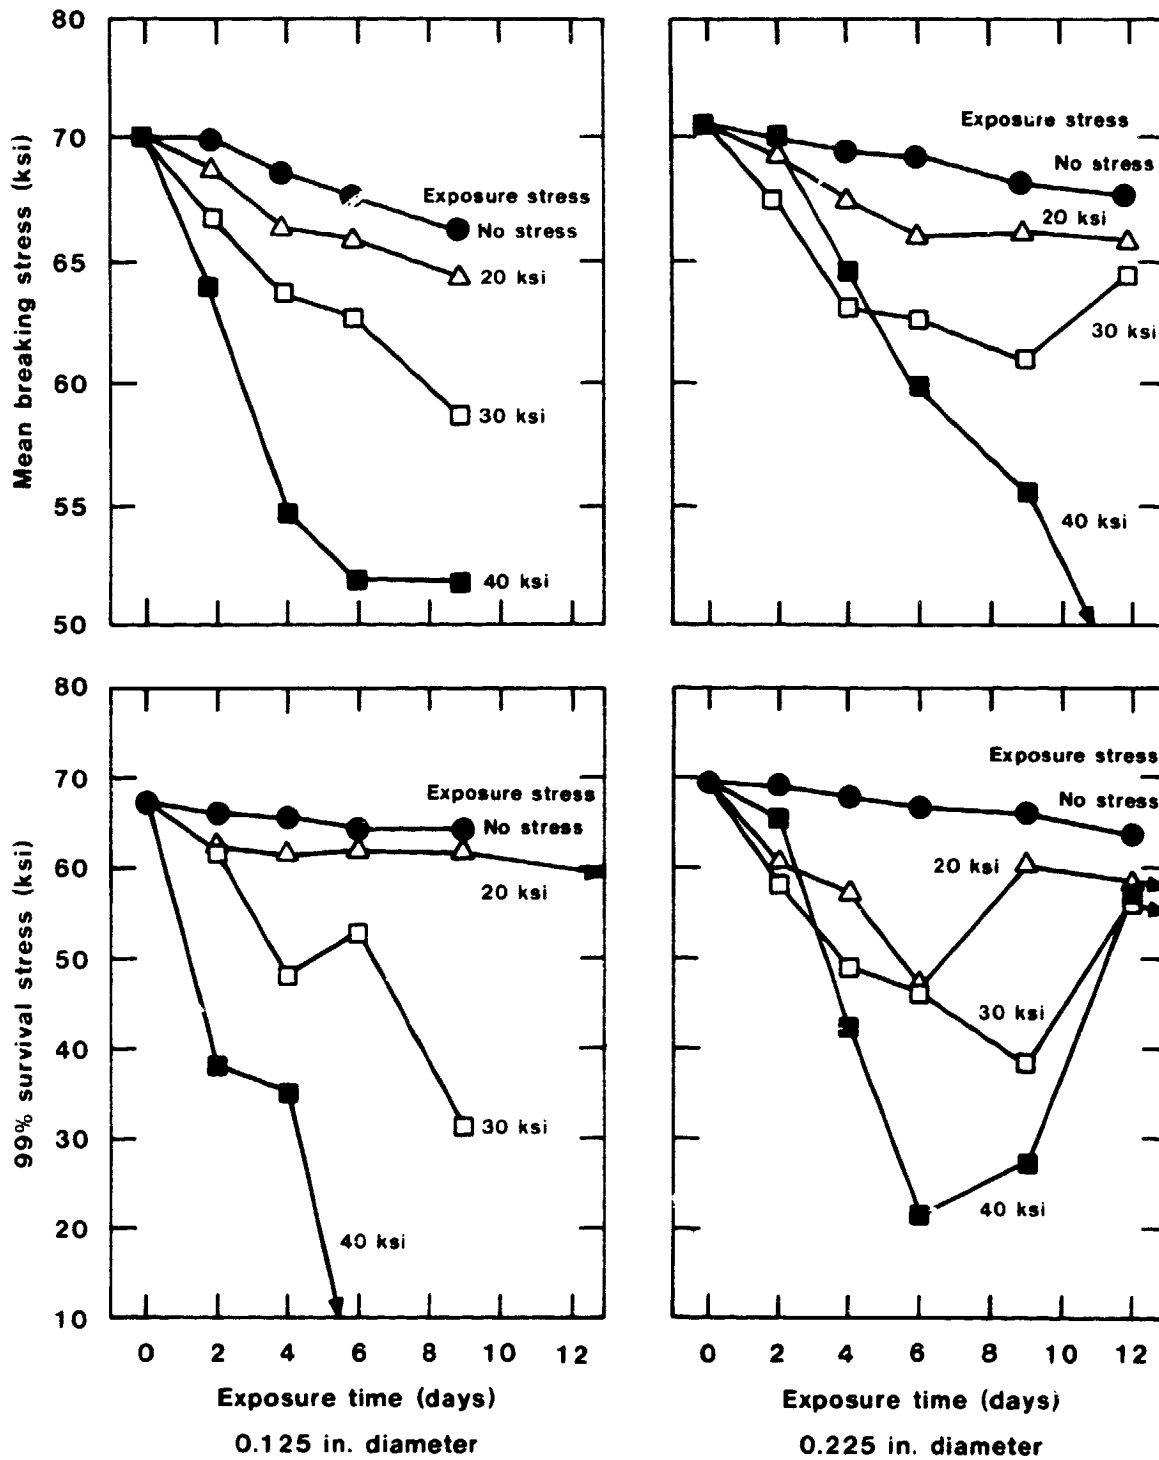 80
70
65
60
55
50
Mean breaking stress (ksi)
Exposure stress
No stress
20 ksi
30 ksi
40 ksi
Exposure stress
No stress
20 ksi
30 ksi
40 ksi
80
70
60
50
40
30
20
10
99% survival stress (ksi)
Exposure stress
No stress
20 ksi
30 ksi
40 ksi
0 2 4 6 8 10 12
Exposure time (days)
0.125 in. diameter
Exposure stress
No stress
20 ksi
30 ksi
40 ksi
0 2 4 6 8 10 12
Exposure time (days)
0.225 in. diameter